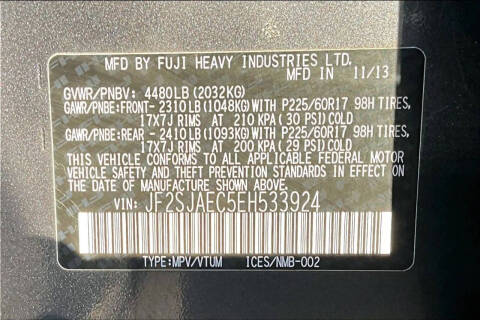 MFD BY FUJI HEAVY INDUSTRIES LTD.
IN JAPAN 11/13
GVWR/PNBV: 4480LB (2032KG)
GAWR/PNBE:FRONT-2310LB(1048KG)WITH P225/60R17 98H TIRES,
17X7J RIMS AT 210 KPA (30 PSI)COLD
GAWR/PNBE:REAR -2410LB(1093KG)WITH P225/60R17 98H TIRES,
17X7J RIMS AT 200 KPA (29 PSI)COLD
THIS VEHICLE CONFORMS TO ALL APPLICABLE FEDERAL MOTOR
VEHICLE SAFETY STANDARDS IN EFFECT ON THE DATE OF
MANUFACTURE SHOWN ABOVE.
VIN: JF2SJAEC5EH533924
TYPE:MPV/VTUM ICES/NMB-002